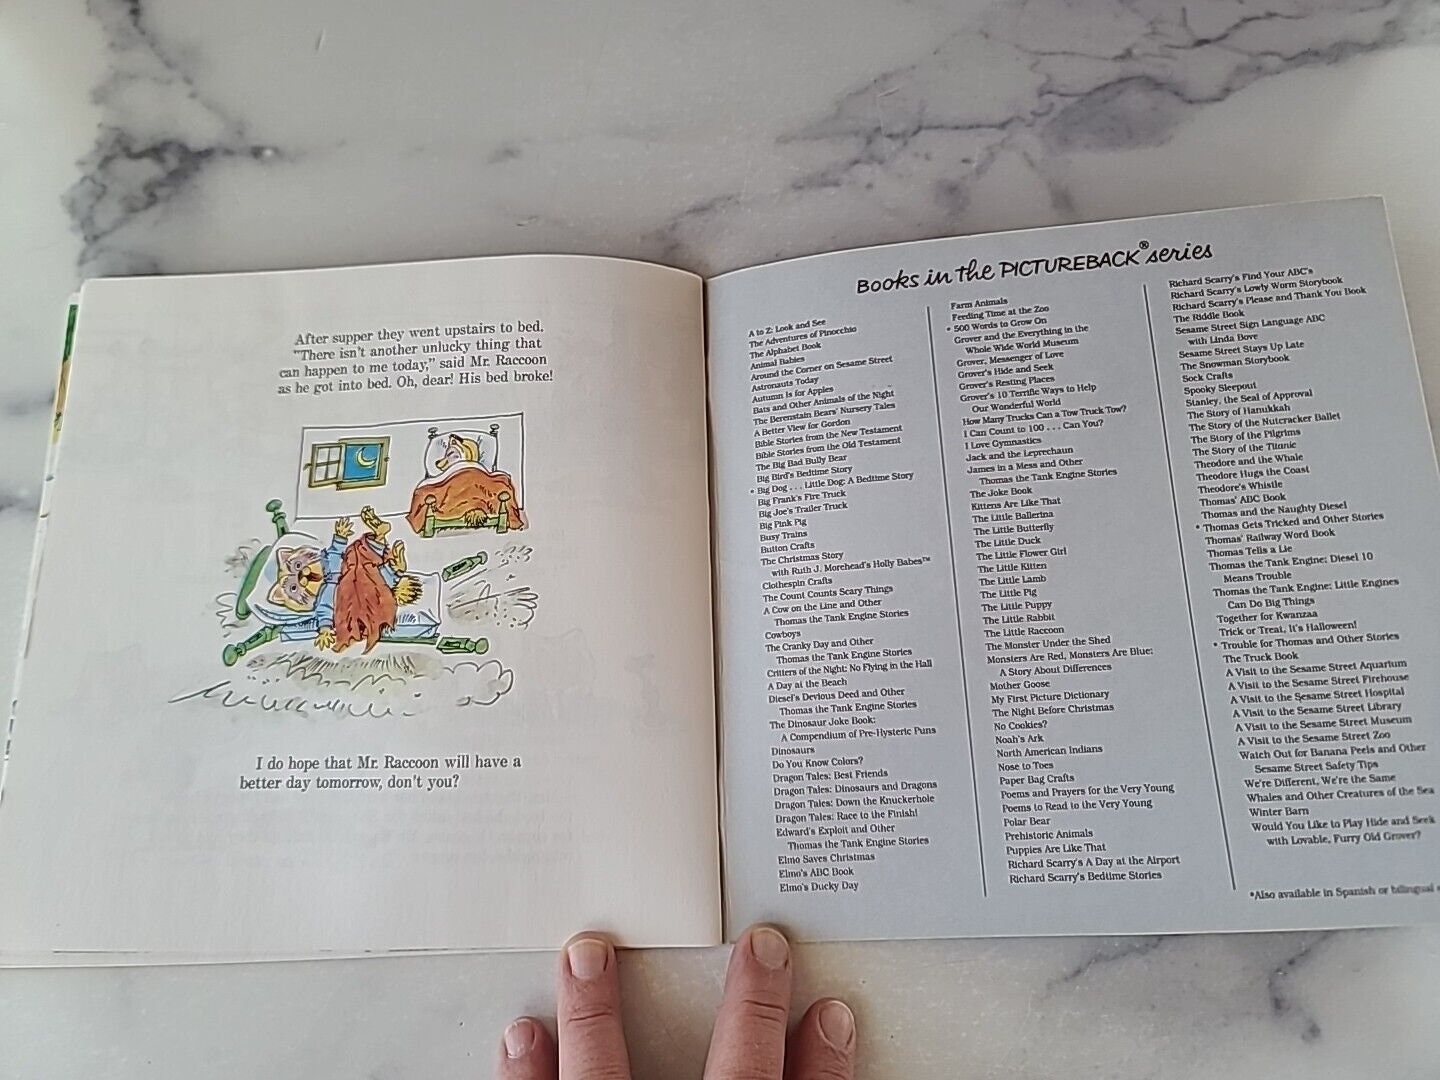 After supper they went upstairs to bed.
"There isn't another unlucky thing that
can happen to me today," said Mr. Raccoon
as he got into bed. Oh, dear! His bed broke!
I do hope that Mr. Raccoon will have a
better day tomorrow, don't you?
Books in the PICTUREBACK® series
A to Z: Look and See
The Adventures of Pinocchio
The Alphabet Book
Animal Babies
Around the Corner on Sesame Street
Astronauts Today
Autumn Is for Apples
Bats and Other Animals of the Night
The Berenstain Bears' Nursery Tales
A Better View for Gordon
Bible Stories from the New Testament
Bible Stories from the Old Testament
The Big Bad Bully Bear
Big Bird's Bedtime Story
• Big Dog . . . Little Dog: A Bedtime Story
Big Frank's Fire Truck
Big Joe's Trailer Truck
Big Pink Pig
Busy Trains
Button Crafts
The Christmas Story
with Ruth J. Morehead's Holly Babes™
Clothespin Crafts
The Count Counts Scary Things
A Cow on the Line and Other
Thomas the Tank Engine Stories
Cowboys
The Cranky Day and Other
Thomas the Tank Engine Stories
Critters of the Night: No Flying in the Hall
A Day at the Beach
Diesel's Devious Deed and Other
Thomas the Tank Engine Stories
The Dinosaur Joke Book:
A Compendium of Pre-Hysteric Puns
Dinosaurs
Do You Know Colors?
Dragon Tales: Best Friends
Dragon Tales: Dinosaurs and Dragons
Dragon Tales: Down the Knuckerhole
Dragon Tales: Race to the Finish!
Edward's Exploit and Other
Thomas the Tank Engine Stories
Elmo Saves Christmas
Elmo's ABC Book
Elmo's Ducky Day
Farm Animals
Feeding Time at the Zoo
• 500 Words to Grow On
Grover and the Everything in the
Whole Wide World Museum
Grover, Messenger of Love
Grover's Hide and Seek
Grover's Resting Places
Grover's 10 Terrific Ways to Help
Our Wonderful World
How Many Trucks Can a Tow Truck Tow?
I Can Count to 100 . . . Can You?
I Love Gymnastics
Jack and the Leprechaun
James in a Mess and Other
Thomas the Tank Engine Stories
The Joke Book
Kittens Are Like That
The Little Ballerina
The Little Butterfly
The Little Duck
The Little Flower Girl
The Little Kitten
The Little Lamb
The Little Pig
The Little Puppy
The Little Rabbit
The Little Raccoon
The Monster Under the Shed
Monsters Are Red, Monsters Are Blue:
A Story About Differences
Mother Goose
My First Picture Dictionary
The Night Before Christmas
No Cookies?
Noah's Ark
North American Indians
Nose to Toes
Paper Bag Crafts
Poems and Prayers for the Very Young
Poems to Read to the Very Young
Polar Bear
Prehistoric Animals
Puppies Are Like That
Richard Scarry's A Day at the Airport
Richard Scarry's Bedtime Stories
Richard Scarry's Find Your ABC's
Richard Scarry's Lowly Worm Storybook
Richard Scarry's Please and Thank You Book
The Riddle Book
Sesame Street Sign Language ABC
with Linda Bove
Sesame Street Stays Up Late
The Snowman Storybook
Sock Crafts
Spooky Sleepout
Stanley, the Seal of Approval
The Story of Hanukkah
The Story of the Nutcracker Ballet
The Story of the Pilgrims
The Story of the Titanic
Theodore and the Whale
Theodore Hugs the Coast
Theodore's Whistle
Thomas' ABC Book
Thomas and the Naughty Diesel
• Thomas Gets Tricked and Other Stories
Thomas' Railway Word Book
Thomas Tells a Lie
Thomas the Tank Engine: Diesel 10
Means Trouble
Thomas the Tank Engine: Little Engines
Can Do Big Things
Together for Kwanzaa
Trick or Treat, It's Halloween!
• Trouble for Thomas and Other Stories
The Truck Book
A Visit to the Sesame Street Aquarium
A Visit to the Sesame Street Firehouse
A Visit to the Sesame Street Hospital
A Visit to the Sesame Street Library
A Visit to the Sesame Street Museum
A Visit to the Sesame Street Zoo
Watch Out for Banana Peels and Other
Sesame Street Safety Tips
We're Different, We're the Same
Whales and Other Creatures of the Sea
Winter Barn
Would You Like to Play Hide and Seek
with Lovable, Furry Old Grover?
•Also available in Spanish or bilingual